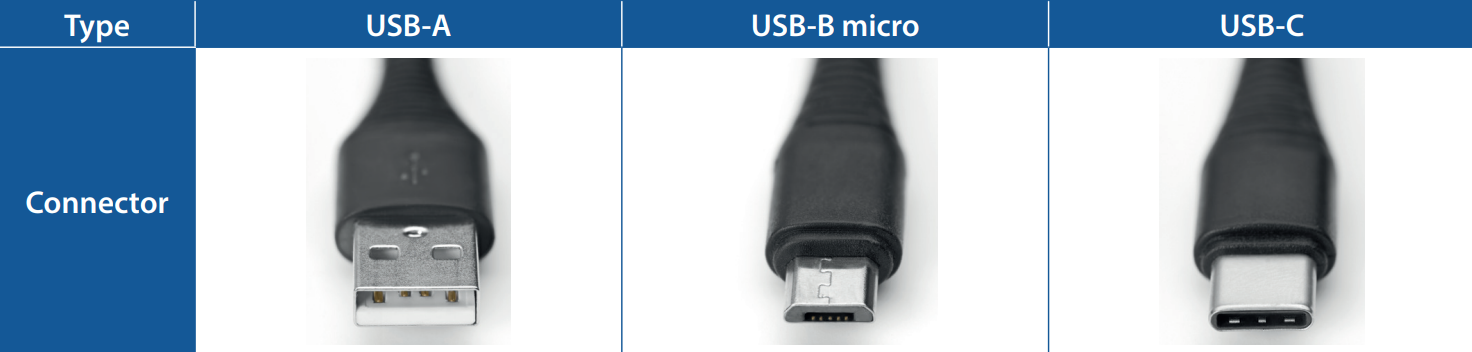 Type
USB-A
USB-B micro
USB-C
Connector